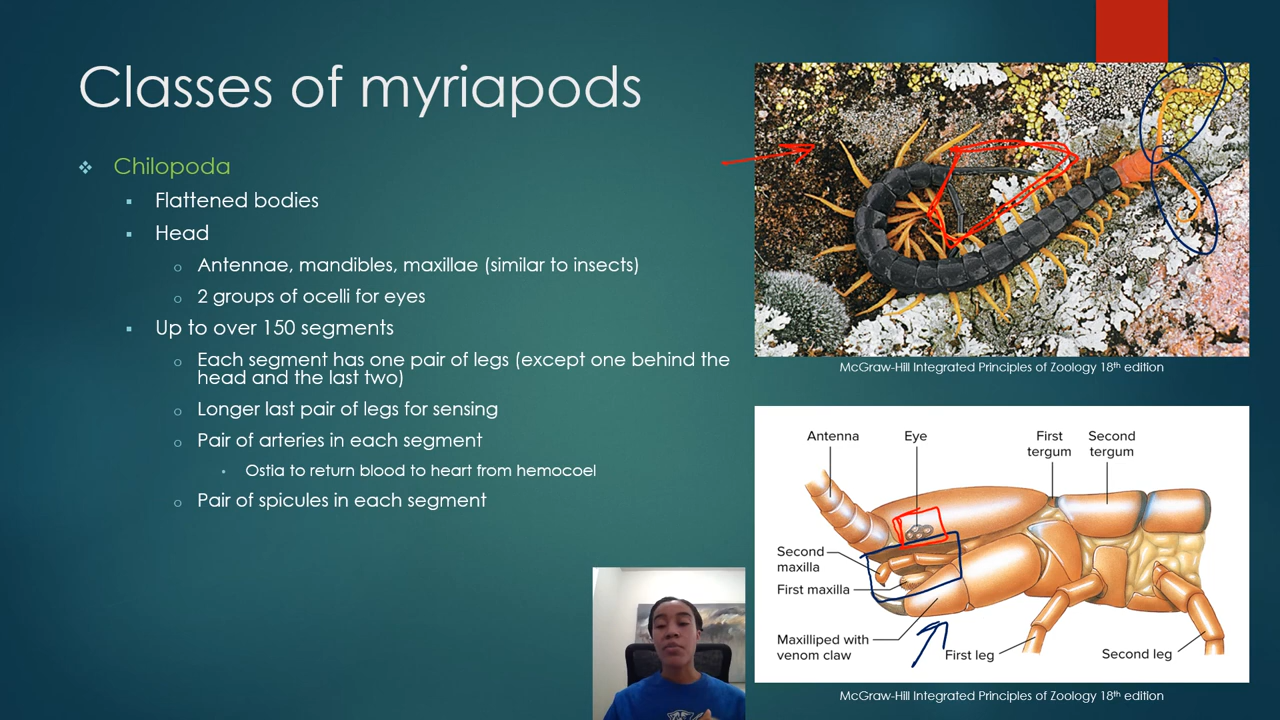 Classes of myriapods
Chilopoda
Flattened bodies
Head
Antennae, mandibles, maxillae (similar to insects)
2 groups of ocelli for eyes
Up to over 150 segments
Each segment has one pair of legs (except one behind the
head and the last two)
Longer last pair of legs for sensing
Pair of arteries in each segment
Ostia to return blood to heart from hemocoel
Pair of spicules in each segment
McGraw-Hill Integrated Principles of Zoology 18th edition
Antenna
Eye
First
tergum
Second
tergum
Second
maxilla
First maxilla
Maxilliped with
venom claw
First leg
Second leg
McGraw-Hill Integrated Principles of Zoology 18th edition